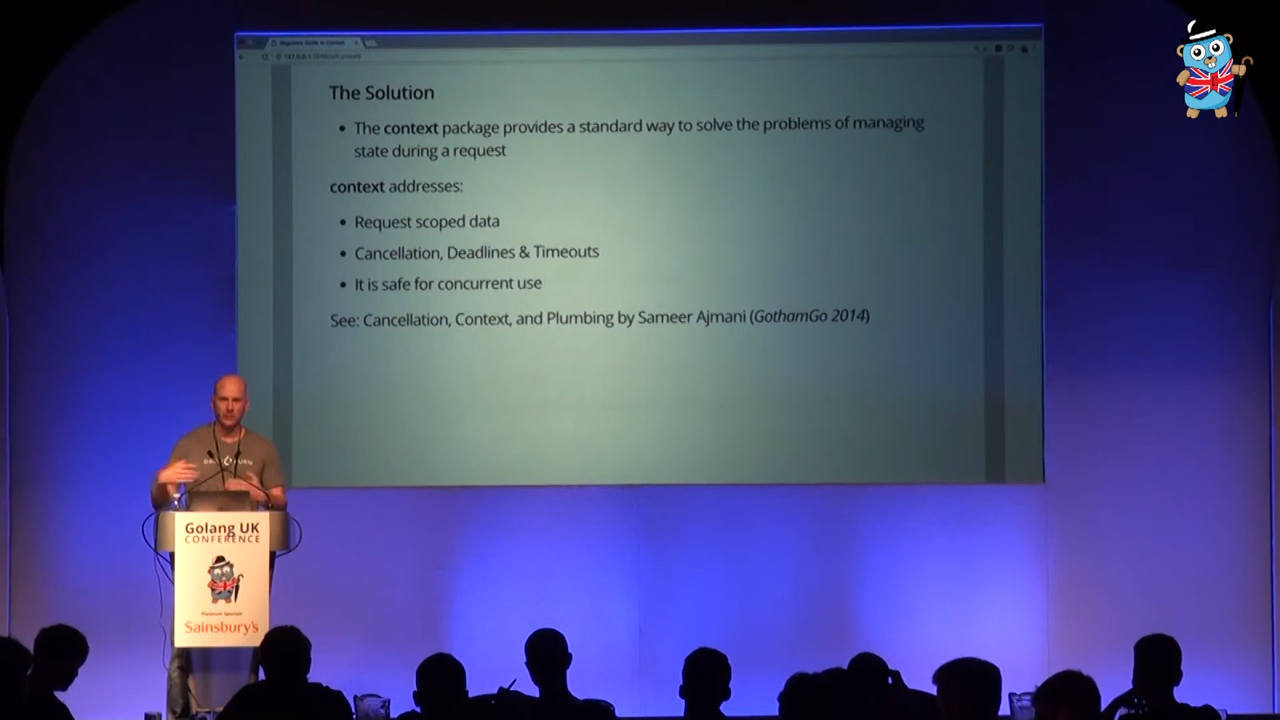 The Solution
• The context package provides a standard way to solve the problems of managing
state during a request
context addresses:
• Request scoped data
• Cancellation, Deadlines & Timeouts
• It is safe for concurrent use
See: Cancellation, Context, and Plumbing by Sameer Ajmani (GothamGo 2014)
Golang UK
CONFERENCE
Platinum Sponsor
Sainsbury's